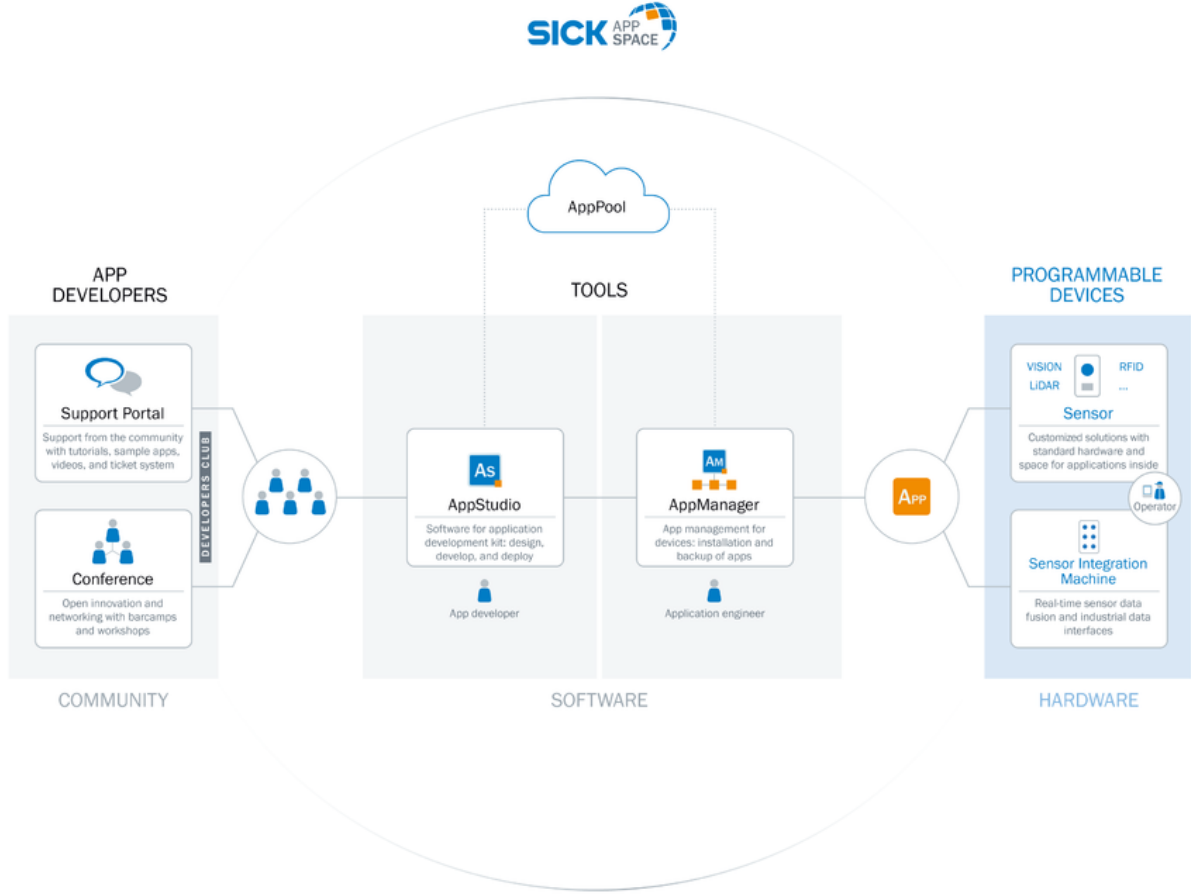 SICK APP
SPACE
AppPool
APP
DEVELOPERS
TOOLS
PROGRAMMABLE
DEVICES
Support Portal
Support from the community
with tutorials, sample apps,
videos, and ticket system
DEVELOPERS CLUB
Conference
Open innovation and
networking with barcamps
and workshops
COMMUNITY
As
AppStudio
Software for application
development kit: design,
develop, and deploy
App developer
AM
AppManager
App management for
devices: installation and
backup of apps
Application engineer
SOFTWARE
APP
VISION
RFID
LiDAR
...
Sensor
Customized solutions with
standard hardware and
space for applications inside
Operator
Sensor Integration
Machine
Real-time sensor data
fusion and industrial data
interfaces
HARDWARE